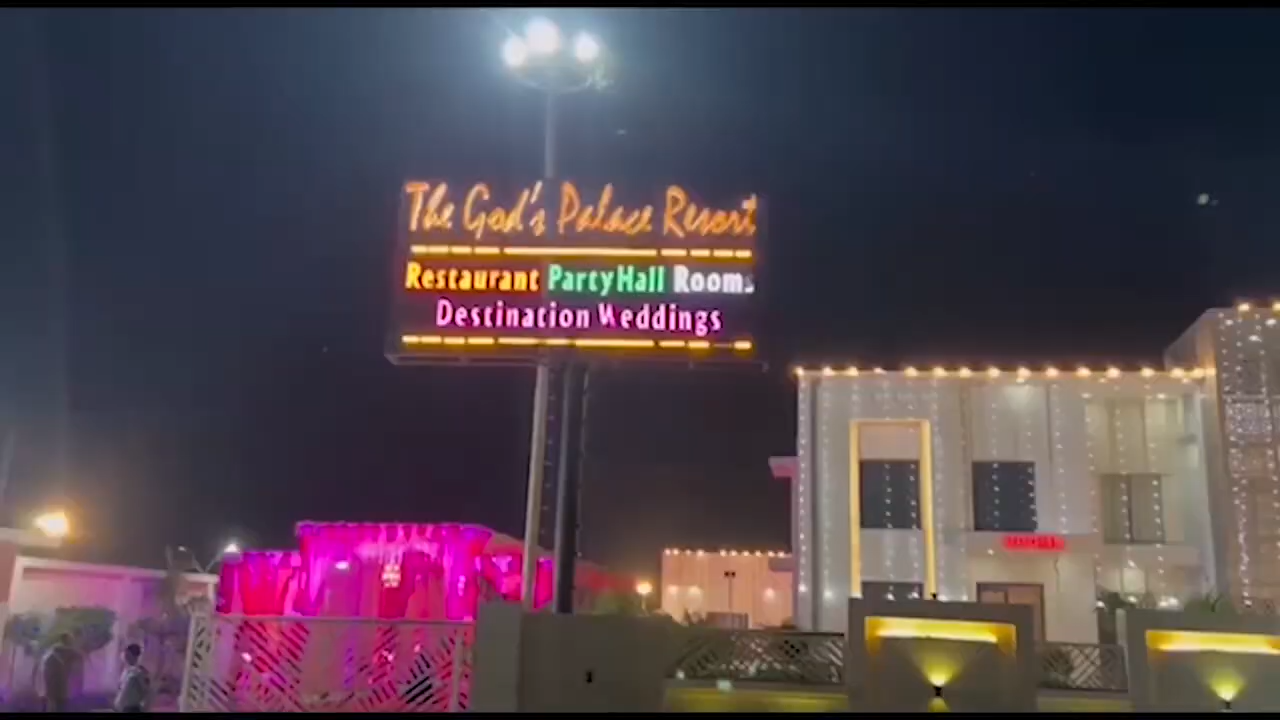 The God's Palace Resort
Restaurant PartyHall Rooms
Destination Weddings